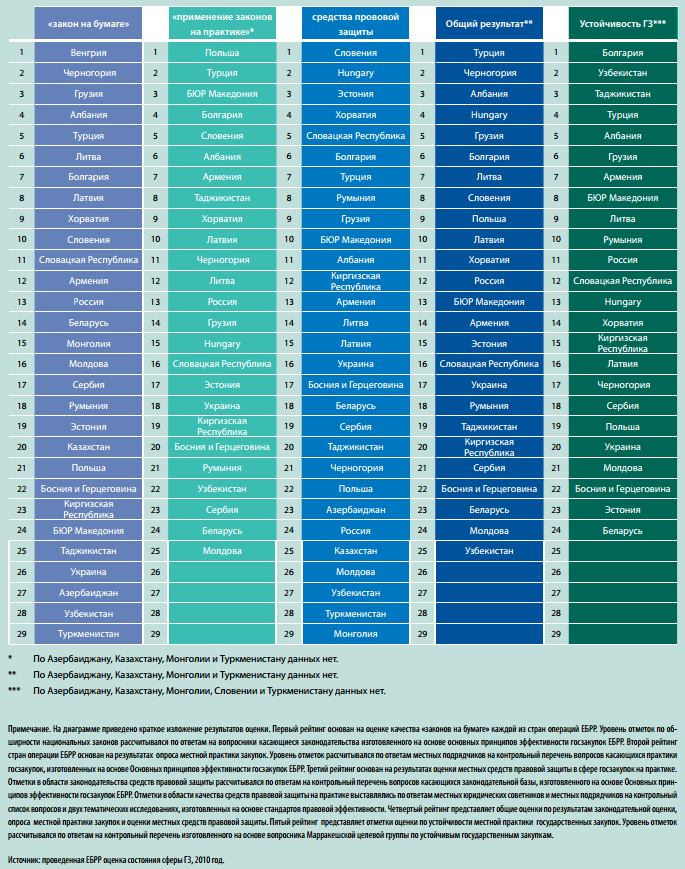 «закон на бумаге» «применение законов на практике»* средства прововой защиты Общий результат** Устойчивость ГЗ***
1 Венгрия 1 Польша 1 Словения 1 Турция 1 Болгария
2 Черногория 2 Турция 2 Hungary 2 Черногория 2 Узбекистан
3 Грузия 3 БЮР Македония 3 Эстония 3 Албания 3 Таджикистан
4 Албания 4 Болгария 4 Хорватия 4 Hungary 4 Турция
5 Турция 5 Словения 5 Словацкая Республика 5 Грузия 5 Албания
6 Литва 6 Албания 6 Болгария 6 Болгария 6 Грузия
7 Болгария 7 Армения 7 Турция 7 Литва 7 Армения
8 Латвия 8 Таджикистан 8 Румыния 8 Словения 8 БЮР Македония
9 Хорватия 9 Хорватия 9 Грузия 9 Польша 9 Литва
10 Словения 10 Латвия 10 БЮР Македония 10 Латвия 10 Румыния
11 Словацкая Республика 11 Черногория 11 Албания 11 Хорватия 11 Россия
12 Армения 12 Литва 12 Киргизская Республика 12 Россия 12 Словацкая Республика
13 Россия 13 Россия 13 Армения 13 БЮР Македония 13 Hungary
14 Беларусь 14 Грузия 14 Литва 14 Армения 14 Хорватия
15 Монголия 15 Hungary 15 Латвия 15 Эстония 15 Киргизская Республика
16 Молдова 16 Словацкая Республика 16 Украина 16 Словацкая Республика 16 Латвия
17 Сербия 17 Эстония 17 Босния и Герцеговина 17 Украина 17 Черногория
18 Румыния 18 Украина 18 Беларусь 18 Румыния 18 Сербия
19 Эстония 19 Киргизская Республика 19 Сербия 19 Таджикистан 19 Польша
20 Казахстан 20 Босния и Герцеговина 20 Таджикистан 20 Киргизская Республика 20 Украина
21 Польша 21 Румыния 21 Черногория 21 Сербия 21 Молдова
22 Босния и Герцеговина 22 Узбекистан 22 Польша 22 Босния и Герцеговина 22 Босния и Герцеговина
23 Киргизская Республика 23 Сербия 23 Азербайджан 23 Беларусь 23 Эстония
24 БЮР Македония 24 Беларусь 24 Россия 24 Молдова 24 Беларусь
25 Таджикистан 25 Молдова 25 Казахстан 25 Узбекистан 25
26 Украина 26 26 Молдова 26 26
27 Азербайджан 27 27 Узбекистан 27 27
28 Узбекистан 28 28 Туркменистан 28 28
29 Туркменистан 29 29 Монголия 29 29
* По Азербайджану, Казахстану, Монголии и Туркменистану данных нет.
** По Азербайджану, Казахстану, Монголии и Туркменистану данных нет.
*** По Азербайджану, Казахстану, Монголии, Словении и Туркменистану данных нет.
Примечание. На диаграмме приведено краткое изложение результатов оценки. Первый рейтинг основан на оценке качества «законов на бумаге» каждой из стран операций ЕБРР. Уровень отметок по об-
ширности национальных законов рассчитывался по ответам на вопросники касающиеся законодательства изготовленного на основе основных принципов эффективности госзакупок ЕБРР. Второй рейтинг
стран операции ЕБРР основан на результатах опроса местной практики закупок. Уровень отметок рассчитывался по ответам местных подрядчиков на контрольный перечень вопросов касающихся практики
госзакупок, изготовленных на основе Основных принципов эффективности госзакупок ЕБРР. Третий рейтинг основан на результатах оценки местных средств правовой защиты в сфере госзакупок на практике.
Отметки в области законодательства средств правовой защиты рассчитывался по ответам на контрольный перечень вопросов касающихся законодательной базы, изготовленного на основе Основных прин-
ципов эффективности госзакупок ЕБРР. Отметки в области качества средств правовой защиты на практике выставлялись по ответам местных юридических советников и местных подрядчиков на контрольный
список вопросов и двух тематических исследованиях, изготовленных на основе стандартов правовой эффективности. Четвертый рейтинг представляет общие оценки по результатам законодательной оценки,
опроса местной практики закупок и оценки местных средств правовой защиты. Пятый рейтинг представляет отметки оценки по устойчивости местной практики государственных закупок. Уровень отметок
рассчитывался по ответам на контрольный перечень изготовленного на основе вопросника Марракешской целевой группы по устойчивым государственным закупкам.
Источник: проведенная ЕБРР оценка состояния сферы ГЗ, 2010 год.